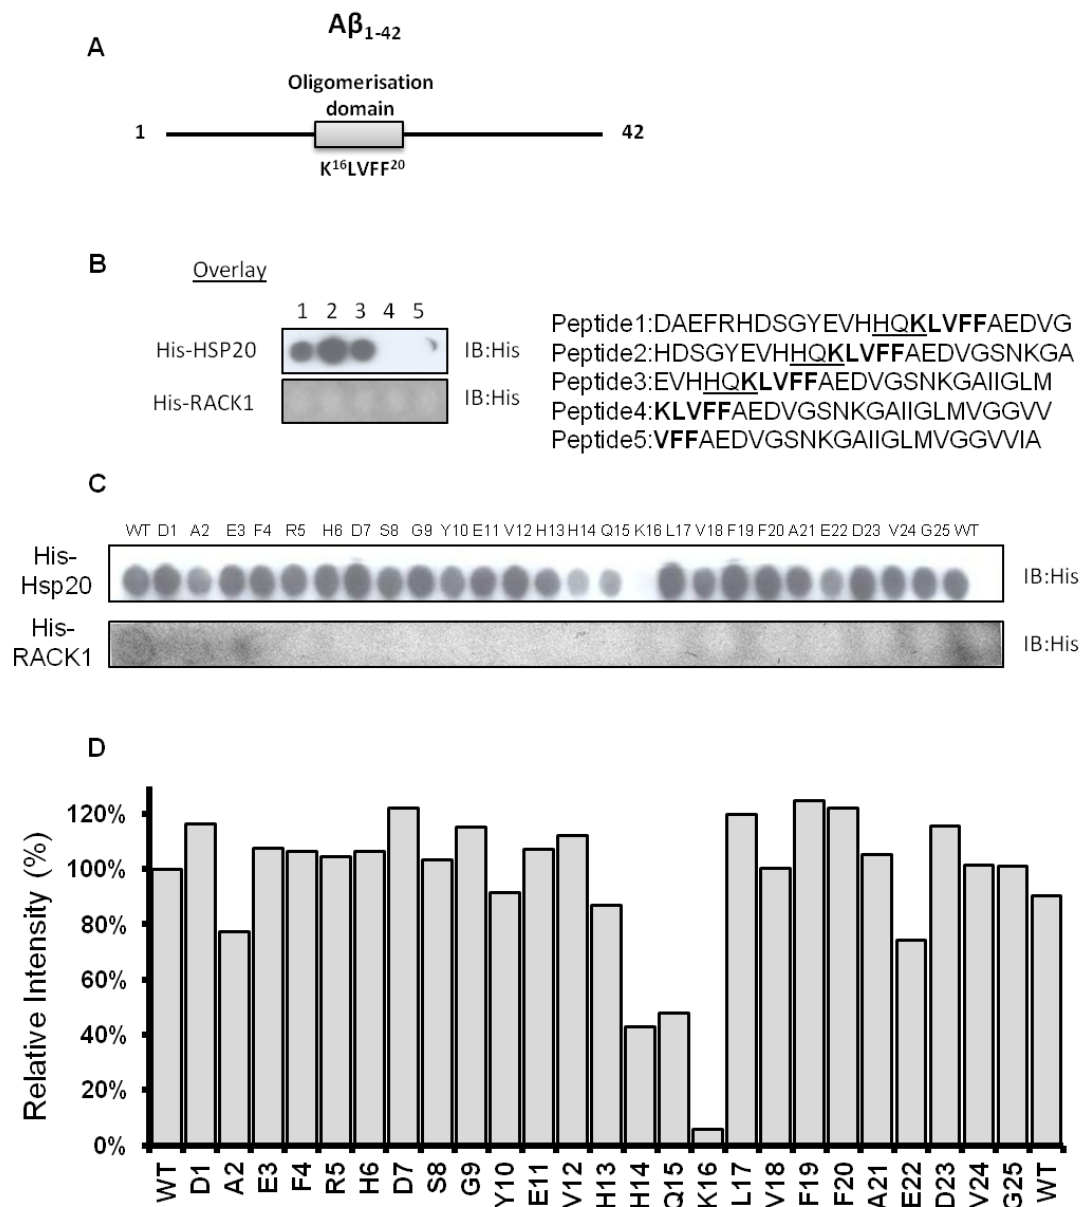 Aβ1-42
A
Oligomerisation
domain
1
42
K16LVFF20
B
Overlay
1 2 3 4 5
His-HSP20
IB:His
His-RACK1
IB:His
Peptide1:DAEFRHDSGYEVHHQKLVFFAEDVG
Peptide2:HDSGYEVHHQKLVFFAEDVGSNKGA
Peptide3:EVHHQKLVFFAEDVGSNKGAIIGLM
Peptide4:KLVFFAEDVGSNKGAIIGLMVGGVV
Peptide5:VFFAEDVGSNKGAIIGLMVGGVVIA
C
WT D1 A2 E3 F4 R5 H6 D7 S8 G9 Y10 E11 V12 H13 H14 Q15 K16 L17 V18 F19 F20 A21 E22 D23 V24 G25 WT
His-
Hsp20
IB:His
His-
RACK1
IB:His
D
Relative Intensity (%)
120%
100%
80%
60%
40%
20%
0%
WT D1 A2 E3 F4 R5 H6 D7 S8 G9 Y10 E11 V12 H13 H14 Q15 K16 L17 V18 F19 F20 A21 E22 D23 V24 G25 WT